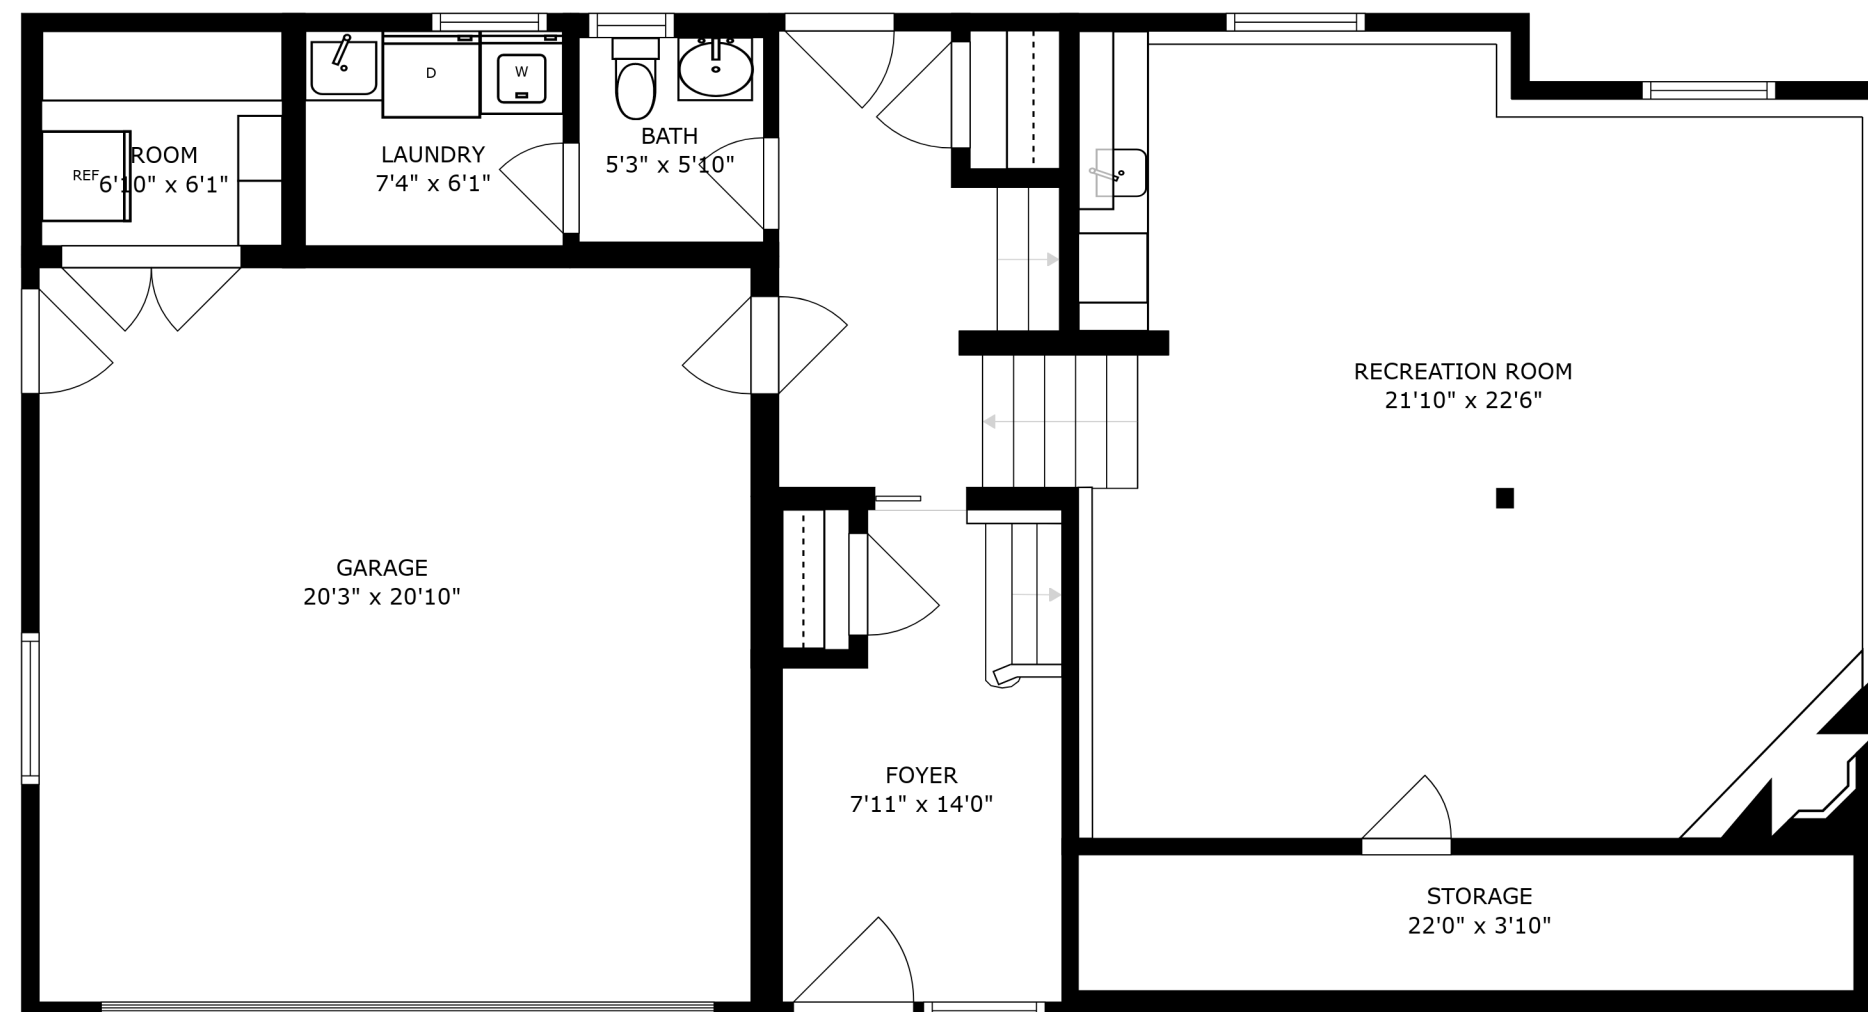 D
W
BATH
5'3" x 5'10"
LAUNDRY
7'4" x 6'1"
ROOM
6'10" x 6'1"
REF
RECREATION ROOM
21'10" x 22'6"
GARAGE
20'3" x 20'10"
FOYER
7'11" x 14'0"
STORAGE
22'0" x 3'10"